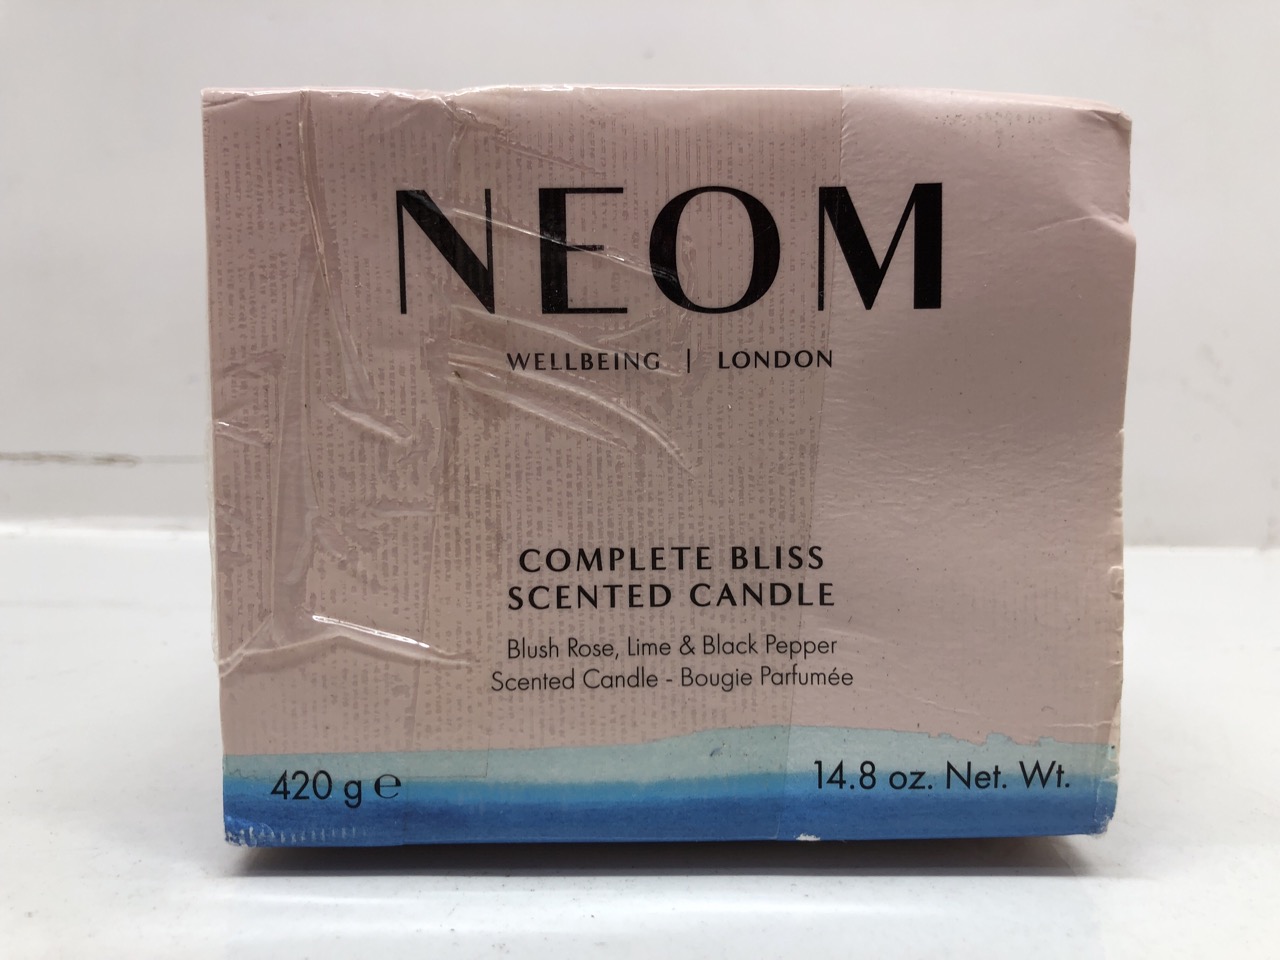 NEOM
WELLBEING | LONDON
COMPLETE BLISS
SCENTED CANDLE
Blush Rose, Lime & Black Pepper
Scented Candle - Bougie Parfumée
420 g ℮
14.8 oz. Net. Wt.